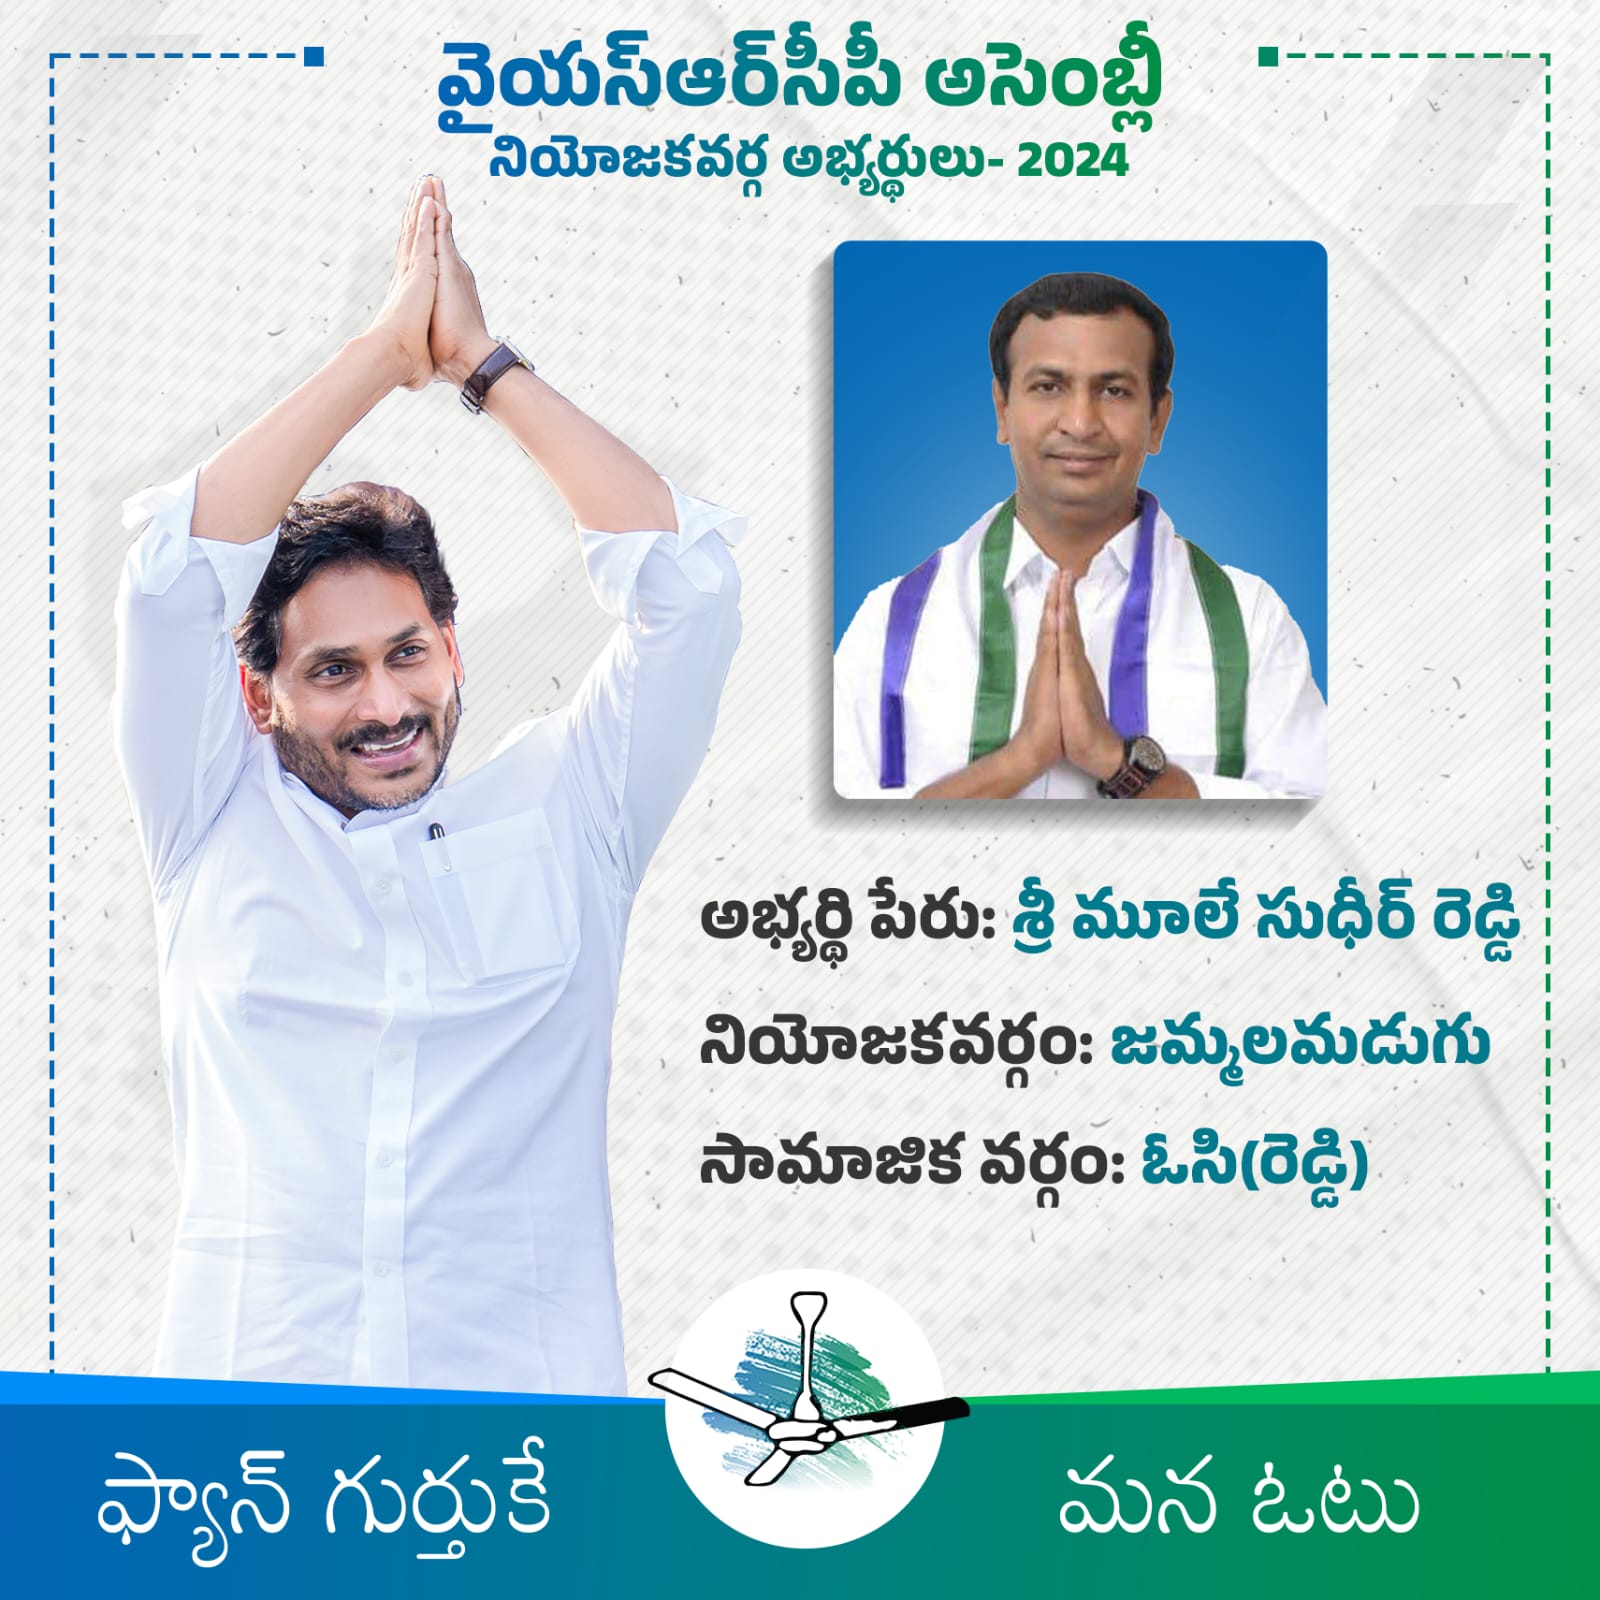 వైయస్ఆర్‌సీపీ అసెంబ్లీ
నియోజకవర్గ అభ్యర్థులు- 2024
అభ్యర్థి పేరు: శ్రీ మూలే సుధీర్ రెడ్డి
నియోజకవర్గం: జమ్మలమడుగు
సామాజిక వర్గం: ఓసి(రెడ్డి)
ఫ్యాన్ గుర్తుకే మన ఓటు